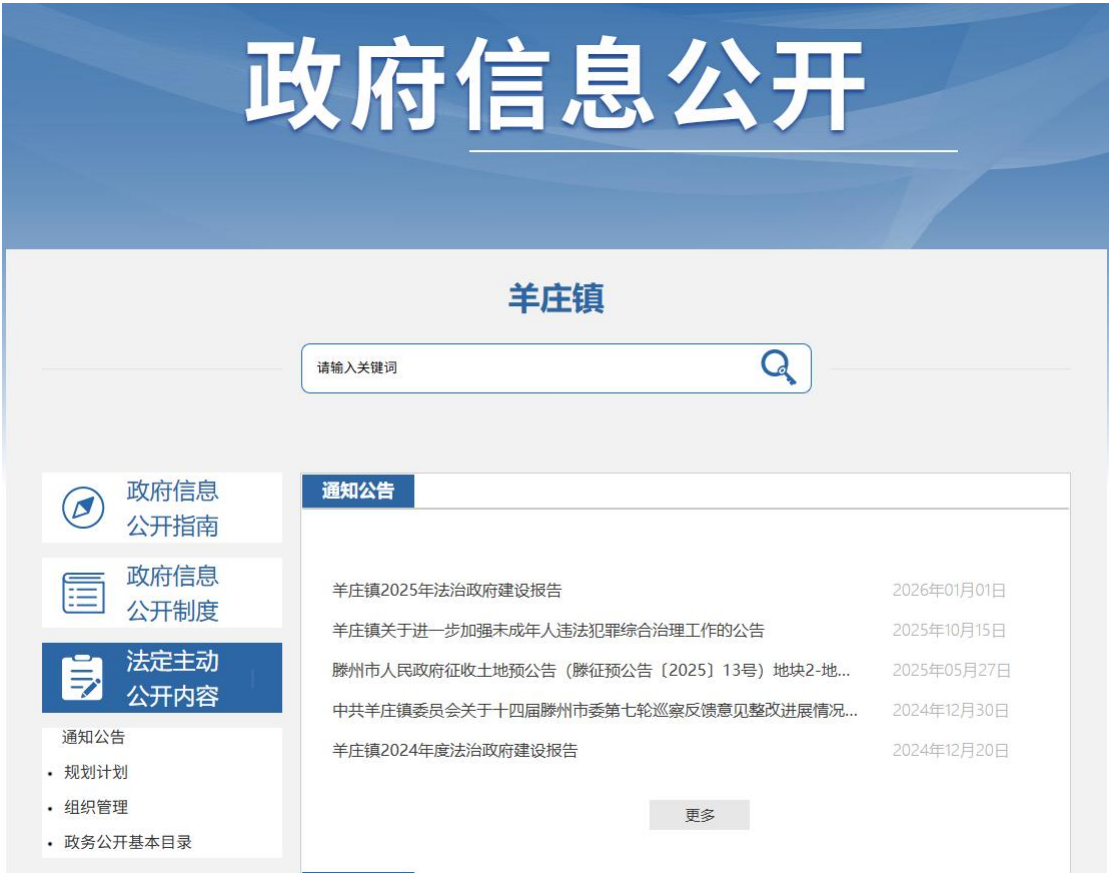 政府信息公开
羊庄镇
请输入关键词
政府信息
公开指南
政府信息
公开制度
法定主动
公开内容
通知公告
• 规划计划
• 组织管理
• 政务公开基本目录
通知公告
羊庄镇2025年法治政府建设报告 2026年01月01日
羊庄镇关于进一步加强未成年人违法犯罪综合治理工作的公告 2025年10月15日
滕州市人民政府征收土地预公告（滕征预公告〔2025〕13号）地块2-地... 2025年05月27日
中共羊庄镇委员会关于十四届滕州市委第七轮巡察反馈意见整改进展情况... 2024年12月30日
羊庄镇2024年度法治政府建设报告 2024年12月20日
更多